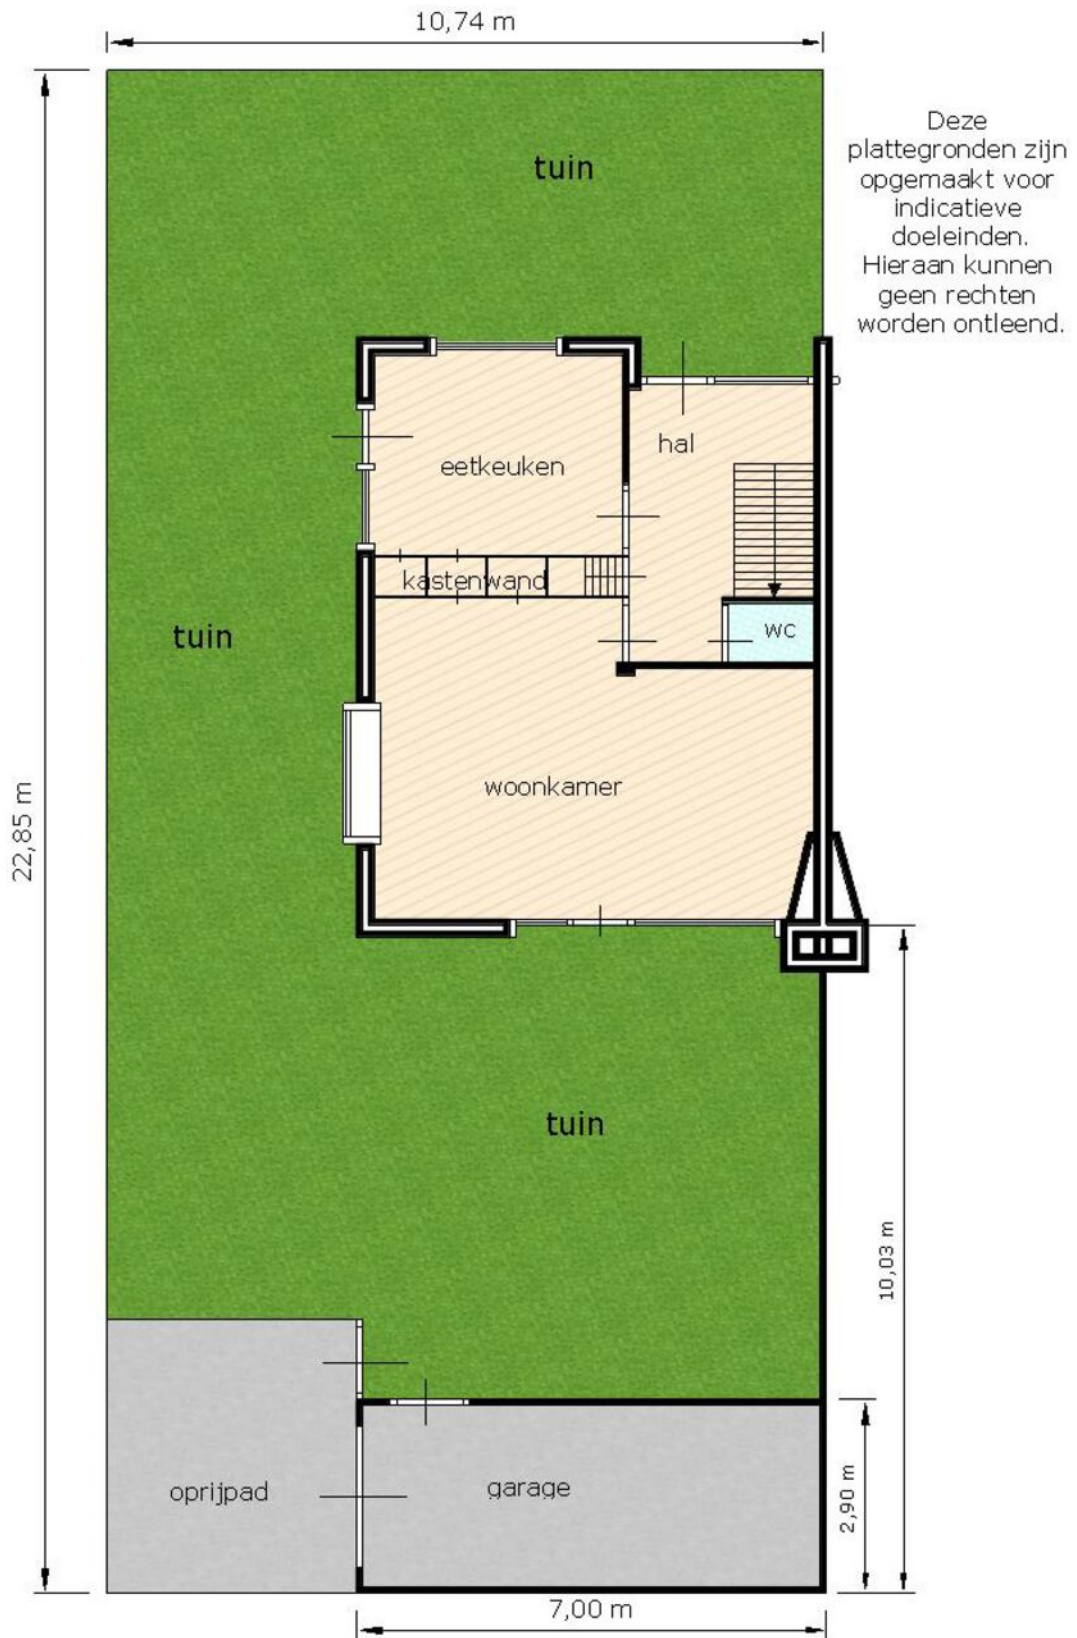 10,74 m
Deze
plattegronden zijn
opgemaakt voor
indicatieve
doeleinden.
Hieraan kunnen
geen rechten
worden ontleend.
tuin
hal
eetkeuken
kastenwand
wc
tuin
woonkamer
22,85 m
tuin
10,03 m
oprijpad
garage
2,90 m
7,00 m